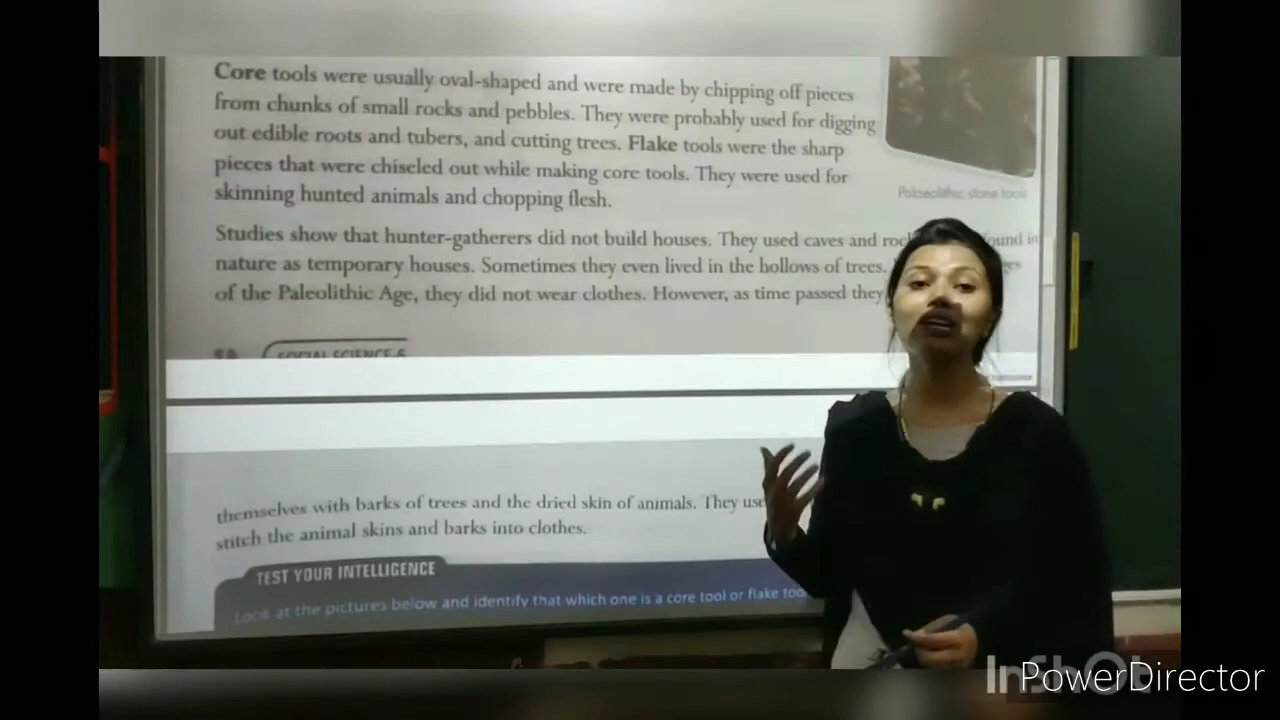 Core tools were usually oval-shaped and were made by chipping off pieces
from chunks of small rocks and pebbles. They were probably used for digging
out edible roots and tubers, and cutting trees. Flake tools were the sharp
pieces that were chiseled out while making core tools. They were used for
skinning hunted animals and chopping flesh.
Palaeolithic stone tools
Studies show that hunter-gatherers did not build houses. They used caves and in
nature as temporary houses. Sometimes they even lived in the hollows of trees.
of the Paleolithic Age, they did not wear clothes. However, as time passed they
SOCIAL SCIENCE-6
themselves with barks of trees and the dried skin of animals. They
stitch the animal skins and barks into clothes.
TEST YOUR INTELLIGENCE
Look at the pictures below and identify that which one is a core tool or flake
InShOt
PowerDirector